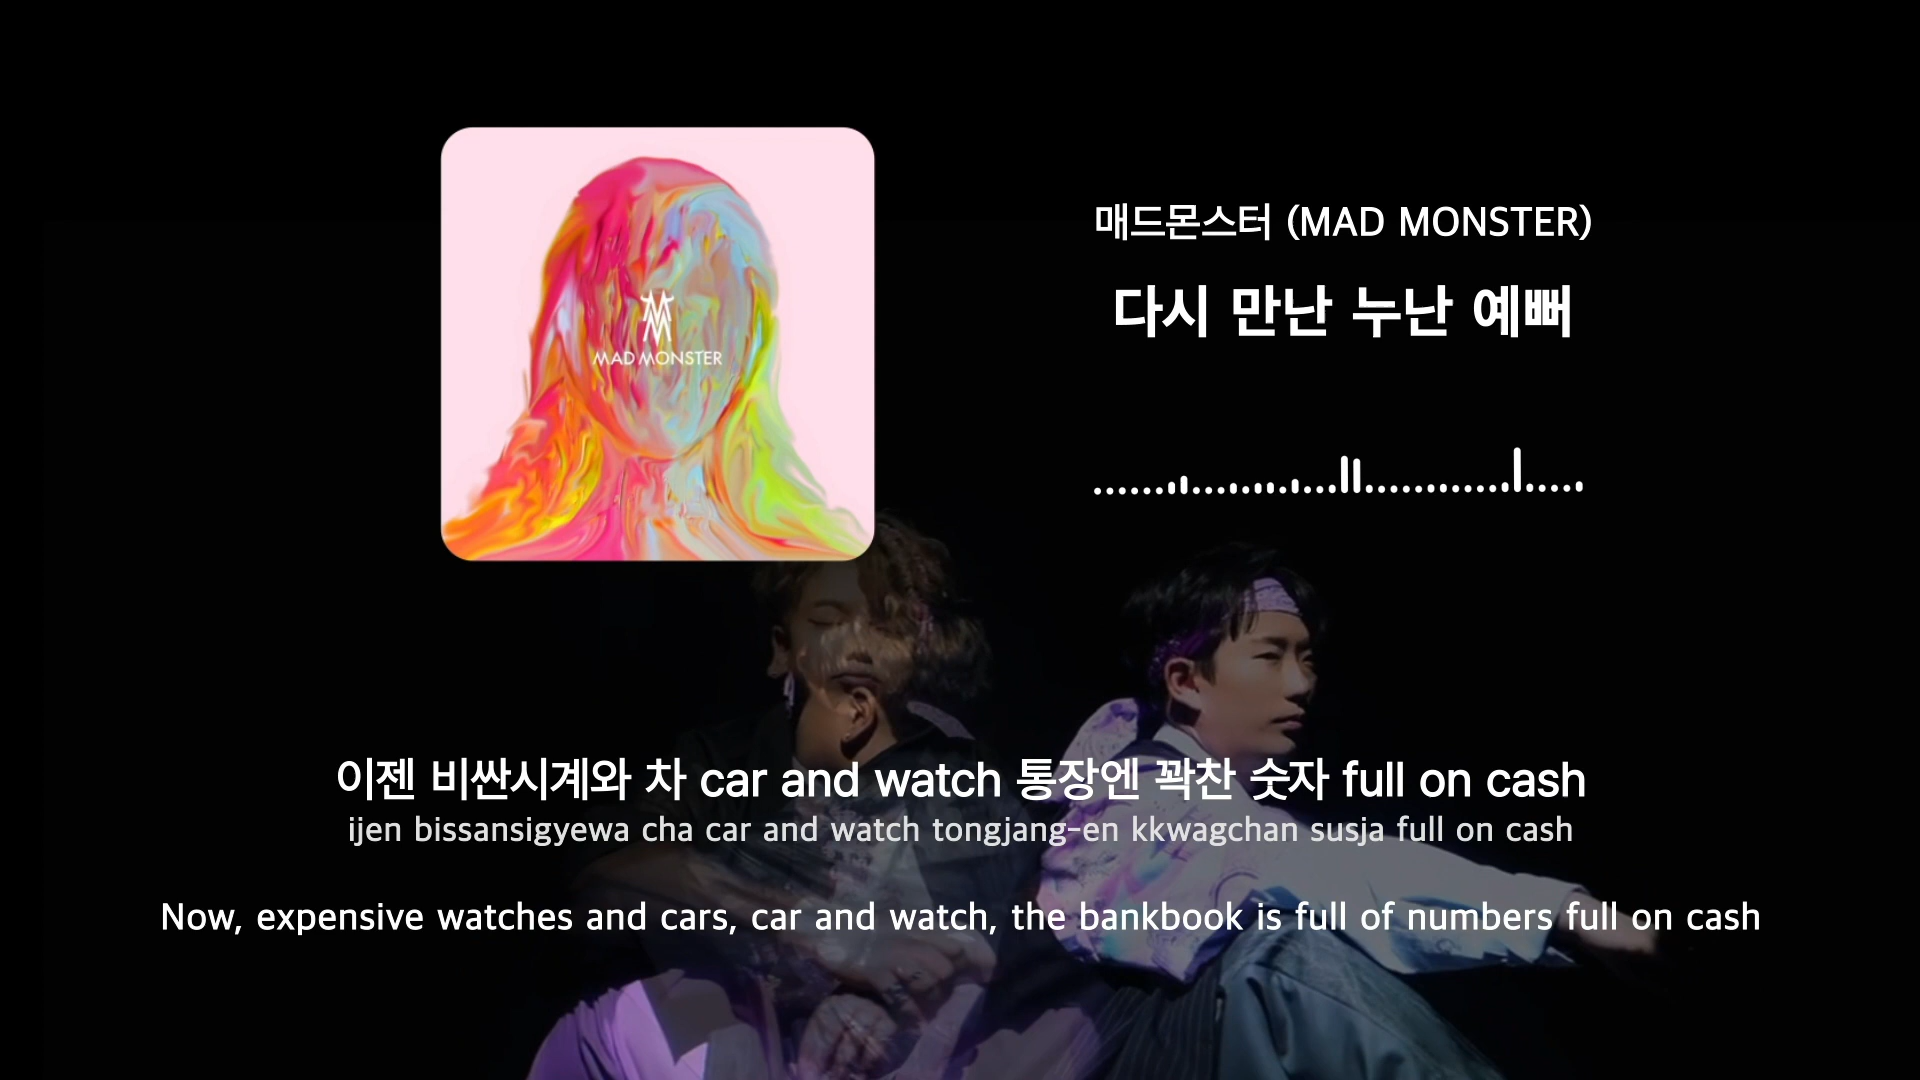 MAD MONSTER
매드몬스터 (MAD MONSTER)
다시 만난 누난 예뻐
이젠 비싼시계와 차 car and watch 통장엔 꽉찬 숫자 full on cash
ijen bissansigyewa cha car and watch tongjang-en kkwagchan susja full on cash
Now, expensive watches and cars, car and watch, the bankbook is full of numbers full on cash